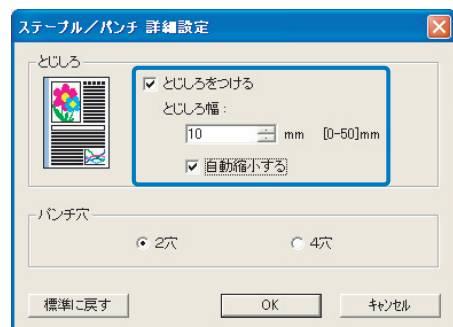 ステープル／パンチ 詳細設定
とじしろ
とじしろをつける
とじしろ幅：
10 mm [0-50]mm
自動縮小する
パンチ穴
2穴 4穴
標準に戻す OK キャンセル